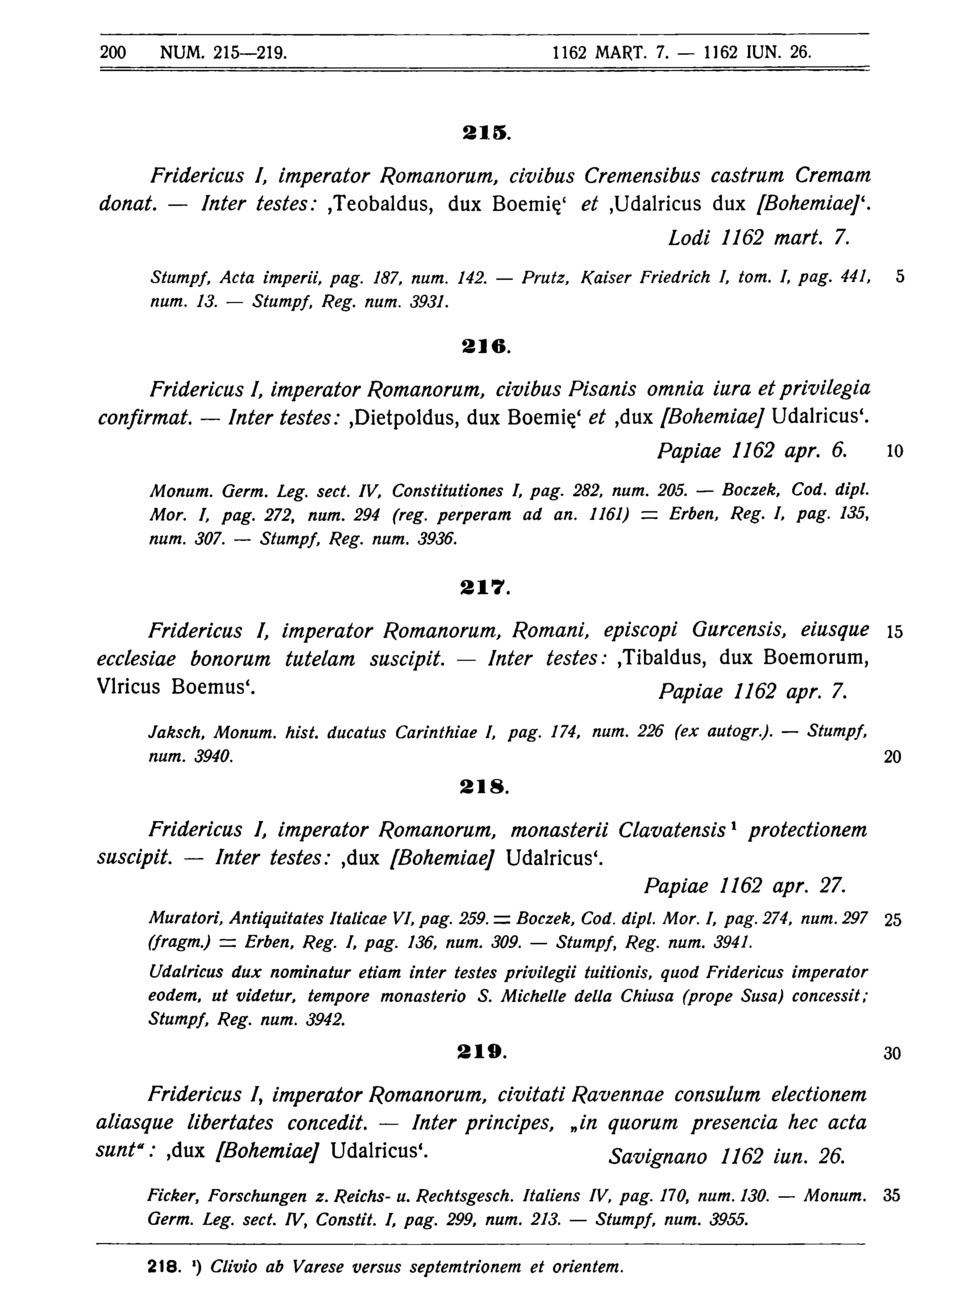 200 NUM. 215—219. 1162 MART. 7. — 1162 IUN. 26.
215.
Fridericus I, imperator Romanorum, civibus Cremensibus castrum Cremam
donat. — Inter testes: ‚Teobaldus, dux Boemię‘ et ‚Udalricus dux [Bohemiae]‘.
Lodi 1162 mart. 7.
Stumpf, Acta imperii, pag. 187, num. 142. — Prutz, Kaiser Friedrich I, tom. I, pag. 441, 5
num. 13. — Stumpf, Reg. num. 3931.
216.
Fridericus I, imperator Romanorum, civibus Pisanis omnia iura et privilegia
confirmat. — Inter testes: ‚Dietpoldus, dux Boemię‘ et ‚dux [Bohemiae] Udalricus‘.
Papiae 1162 apr. 6. 10
Monum. Germ. Leg. sect. IV, Constitutiones I, pag. 282, num. 205. — Boczek, Cod. dipl.
Mor. I, pag. 272, num. 294 (reg. perperam ad an. 1161) = Erben, Reg. I, pag. 135,
num. 307. — Stumpf, Reg. num. 3936.
217.
Fridericus I, imperator Romanorum, Romani, episcopi Gurcensis, eiusque 15
ecclesiae bonorum tutelam suscipit. — Inter testes: ‚Tibaldus, dux Boemorum,
Vlricus Boemus‘. Papiae 1162 apr. 7.
Jaksch, Monum. hist. ducatus Carinthiae I, pag. 174, num. 226 (ex autogr.). — Stumpf,
num. 3940. 20
218.
Fridericus I, imperator Romanorum, monasterii Clavatensis¹ protectionem
suscipit. — Inter testes: ‚dux [Bohemiae] Udalricus‘.
Papiae 1162 apr. 27.
Muratori, Antiquitates Italicae VI, pag. 259. = Boczek, Cod. dipl. Mor. I, pag. 274, num. 297 25
(fragm.) = Erben, Reg. I, pag. 136, num. 309. — Stumpf, Reg. num. 3941.
Udalricus dux nominatur etiam inter testes privilegii tuitionis, quod Fridericus imperator
eodem, ut videtur, tempore monasterio S. Michelle della Chiusa (prope Susa) concessit;
Stumpf, Reg. num. 3942.
219. 30
Fridericus I, imperator Romanorum, civitati Ravennae consulum electionem
aliasque libertates concedit. — Inter principes, „in quorum presencia hec acta
sunt“: ‚dux [Bohemiae] Udalricus‘. Savignano 1162 iun. 26.
Ficker, Forschungen z. Reichs- u. Rechtsgesch. Italiens IV, pag. 170, num. 130. — Monum. 35
Germ. Leg. sect. IV, Constit. I, pag. 299, num. 213. — Stumpf, num. 3955.
218. ¹) Clivio ab Varese versus septemtrionem et orientem.